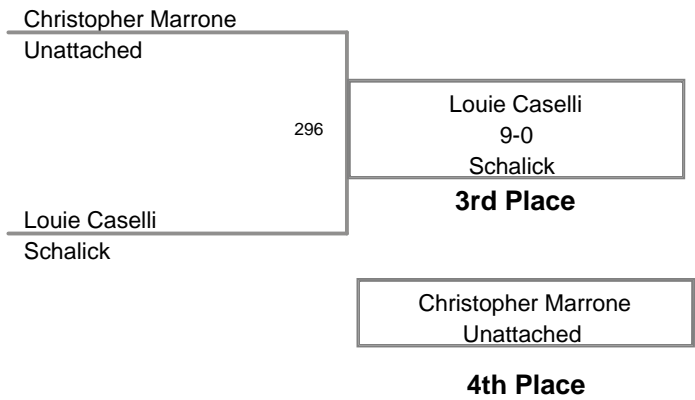 Christopher Marrone
Unattached
296
Louie Caselli
9-0
Schalick
3rd Place
Louie Caselli
Schalick
Christopher Marrone
Unattached
4th Place